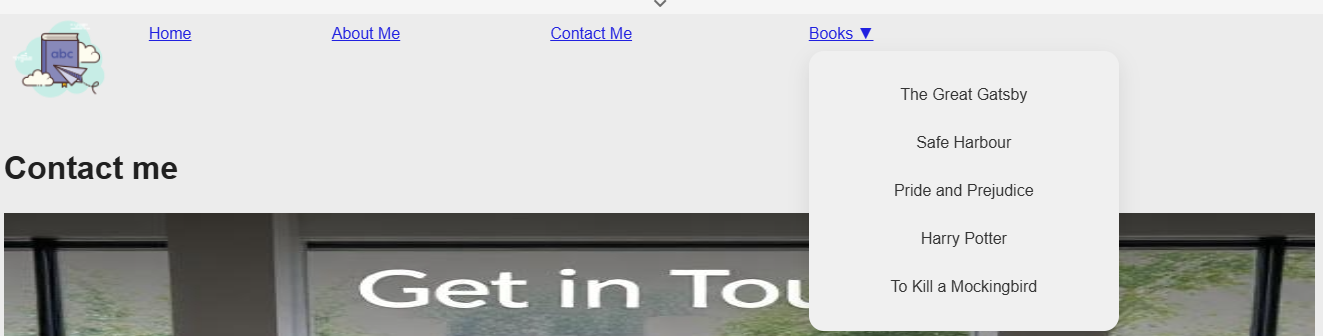 abc
Home About Me Contact Me Books ▼
The Great Gatsby
Safe Harbour
Contact me
Pride and Prejudice
Harry Potter
Get in Tou
To Kill a Mockingbird